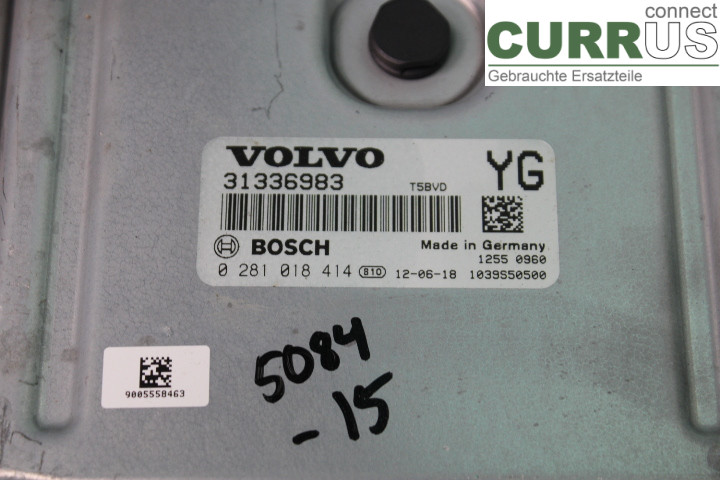 connect
CURRUS
Gebrauchte Ersatzteile
VOLVO
YG
31336983
T5BVD
BOSCH
Made in Germany
1255 0960
0 281 018 414 B10 12-06-18 1039S50500
9005558463
5084
-15